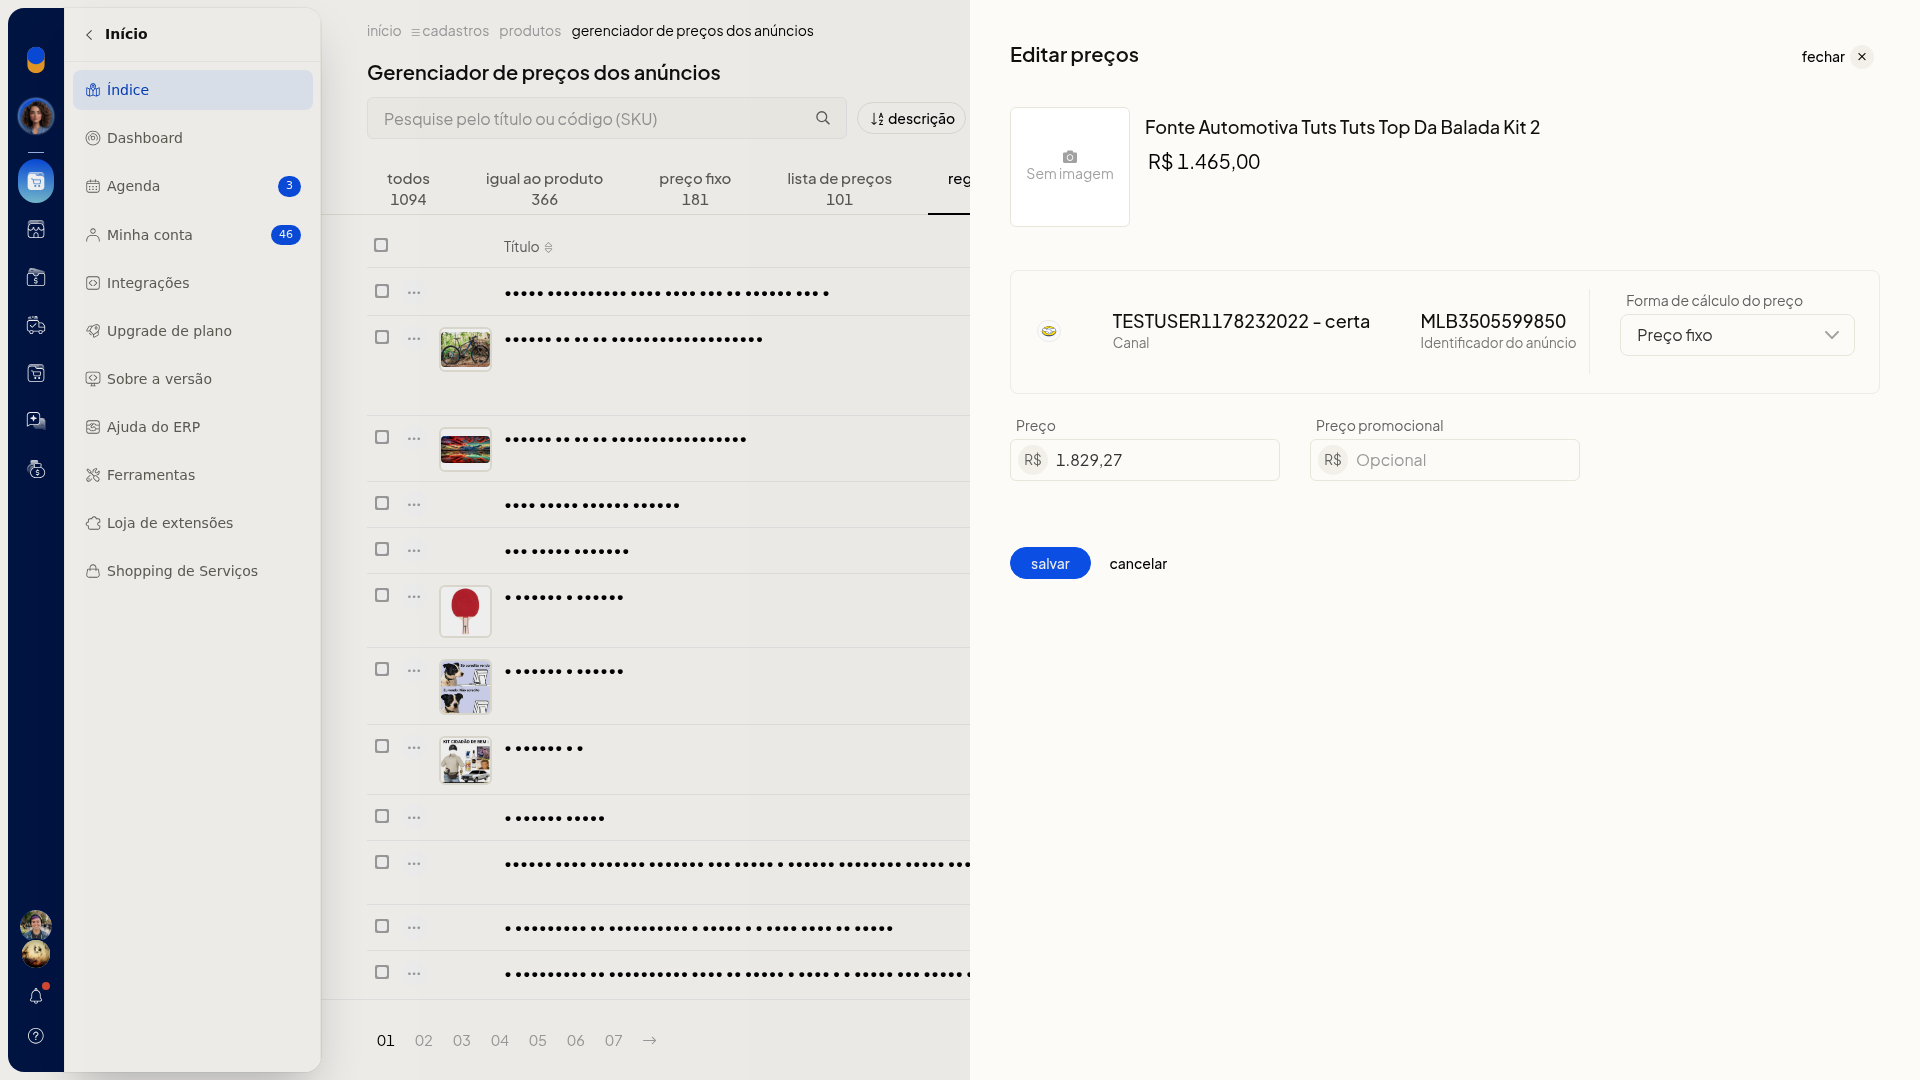 Início
Índice
Dashboard
Agenda
3
Minha conta
46
Integrações
Upgrade de plano
Sobre a versão
Ajuda do ERP
Ferramentas
Loja de extensões
Shopping de Serviços
início cadastros produtos gerenciador de preços dos anúncios
Gerenciador de preços dos anúncios
Pesquise pelo título ou código (SKU)
descrição
todos igual ao produto preço fixo lista de preços reg
1094 366 181 101
Título
01 02 03 04 05 06 07
Editar preços
fechar
Sem imagem
Fonte Automotiva Tuts Tuts Top Da Balada Kit 2
R$ 1.465,00
TESTUSER1178232022 - certa
Canal
MLB3505599850
Identificador do anúncio
Forma de cálculo do preço
Preço fixo
Preço
R$ 1.829,27
Preço promocional
R$ Opcional
salvar
cancelar